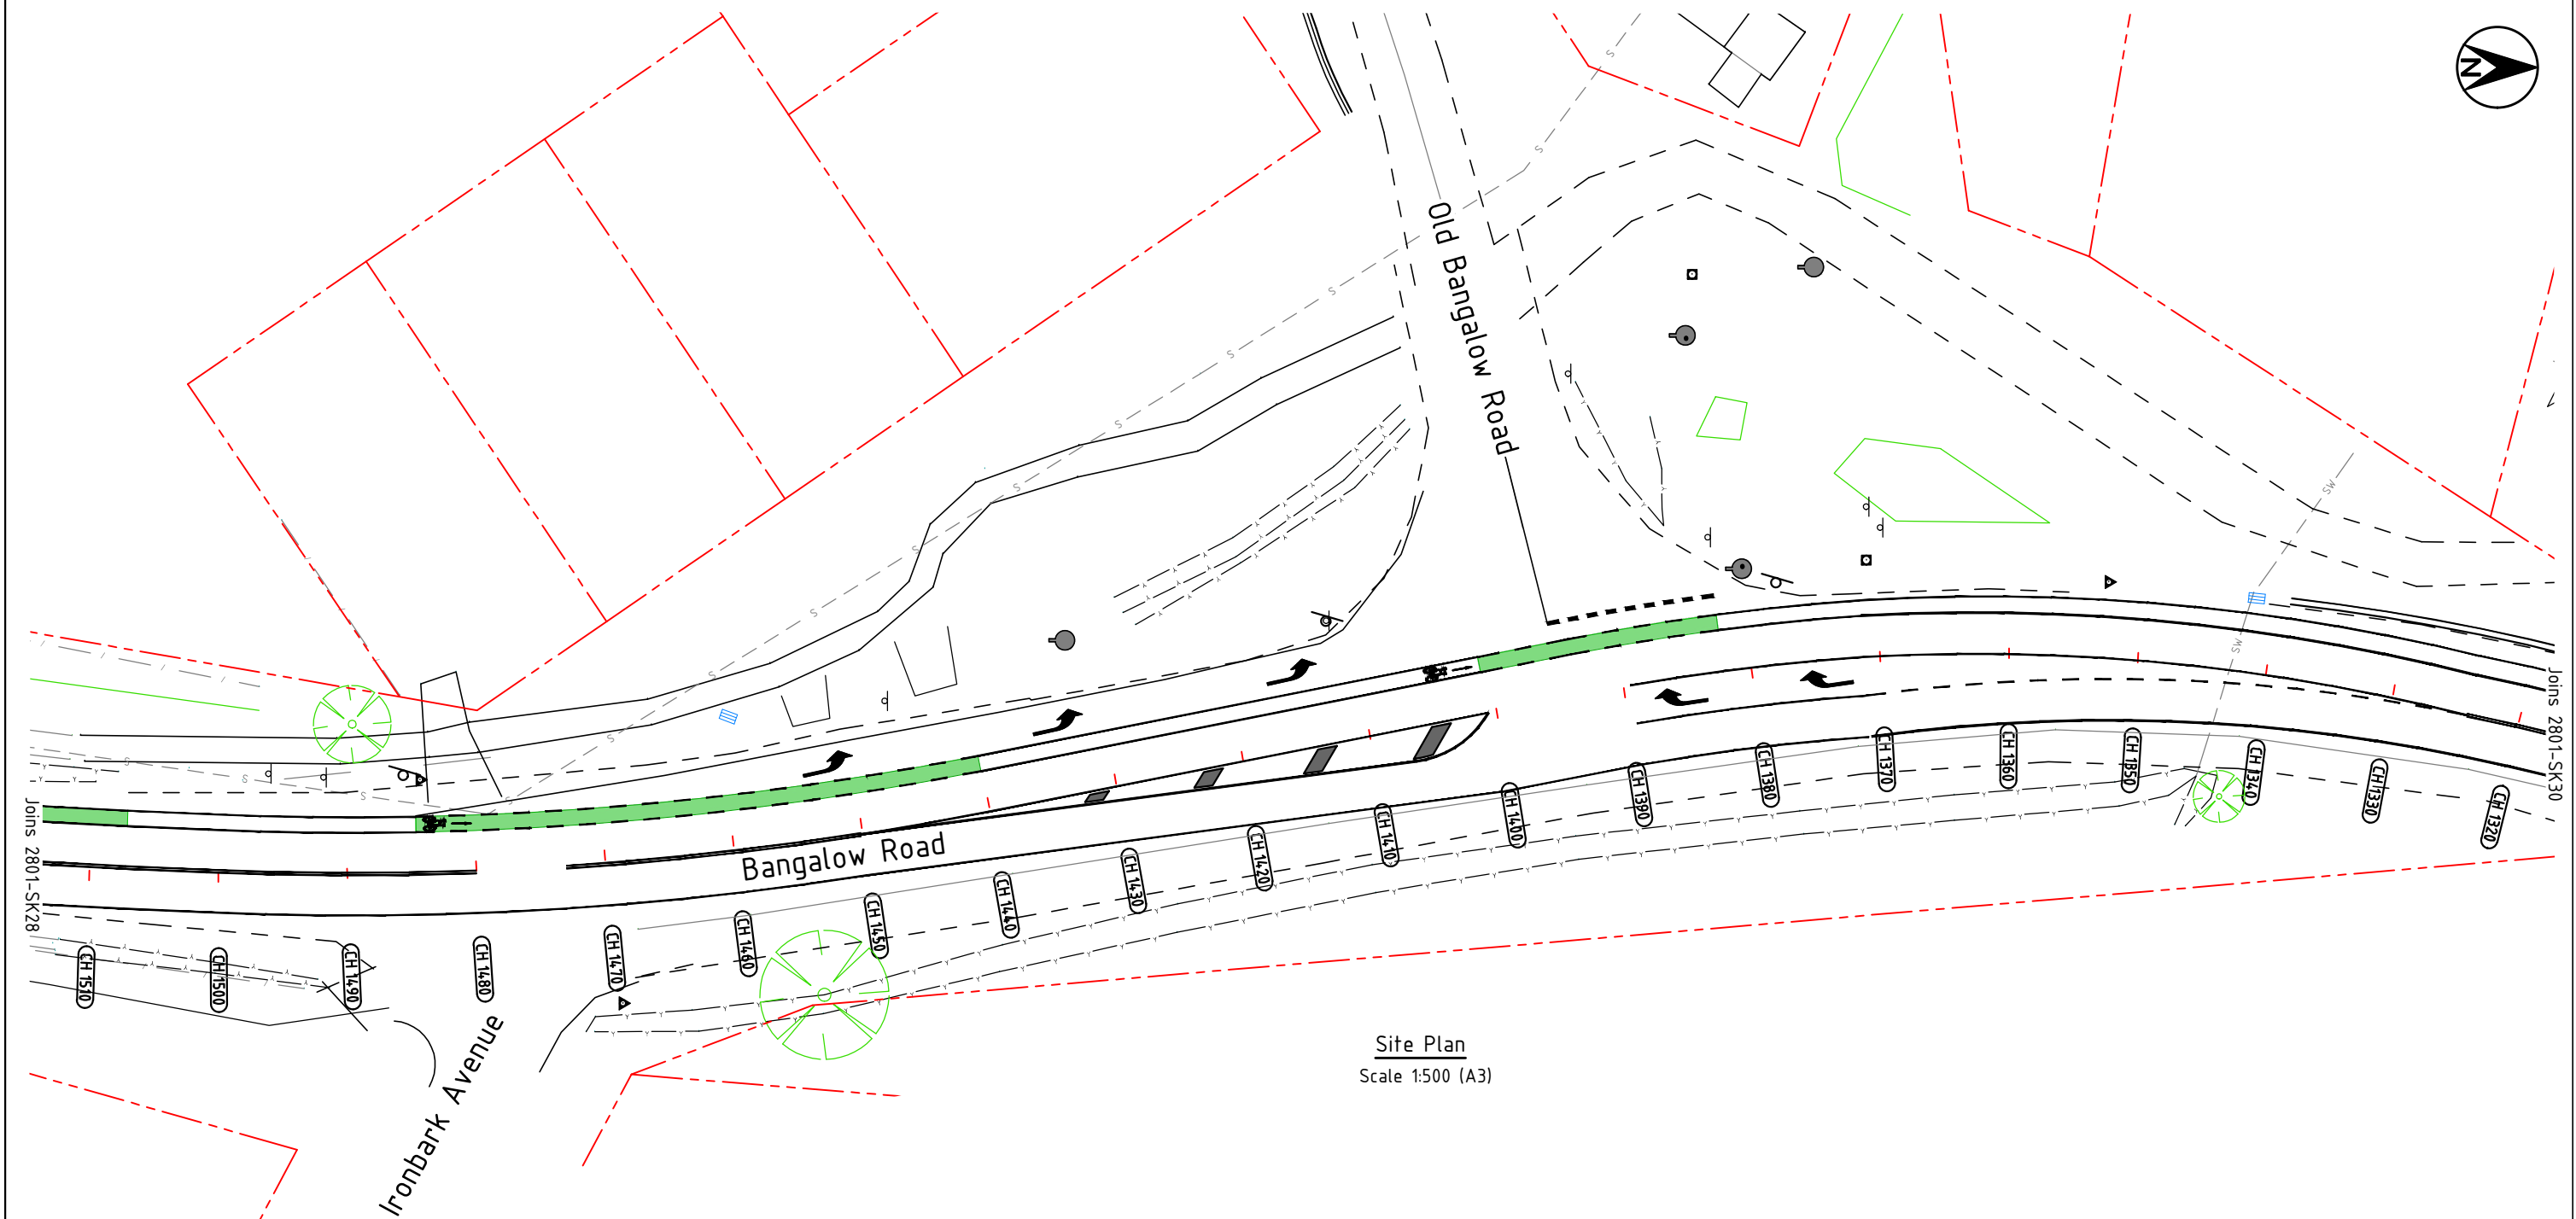 N
Old Bangalow Road
S
S
S
S
S
S
S
S
S
S
S
S
S
SW
SW
Joins 2801-SK30
Joins 2801-SK28
Bangalow Road
CH 1510
CH 1500
CH 1490
CH 1480
CH 1470
CH 1460
CH 1450
CH 1440
CH 1430
CH 1420
CH 1410
CH 1400
CH 1390
CH 1380
CH 1370
CH 1360
CH 1350
CH 1340
CH 1330
CH 1320
Ironbark Avenue
Site Plan
Scale 1:500 (A3)